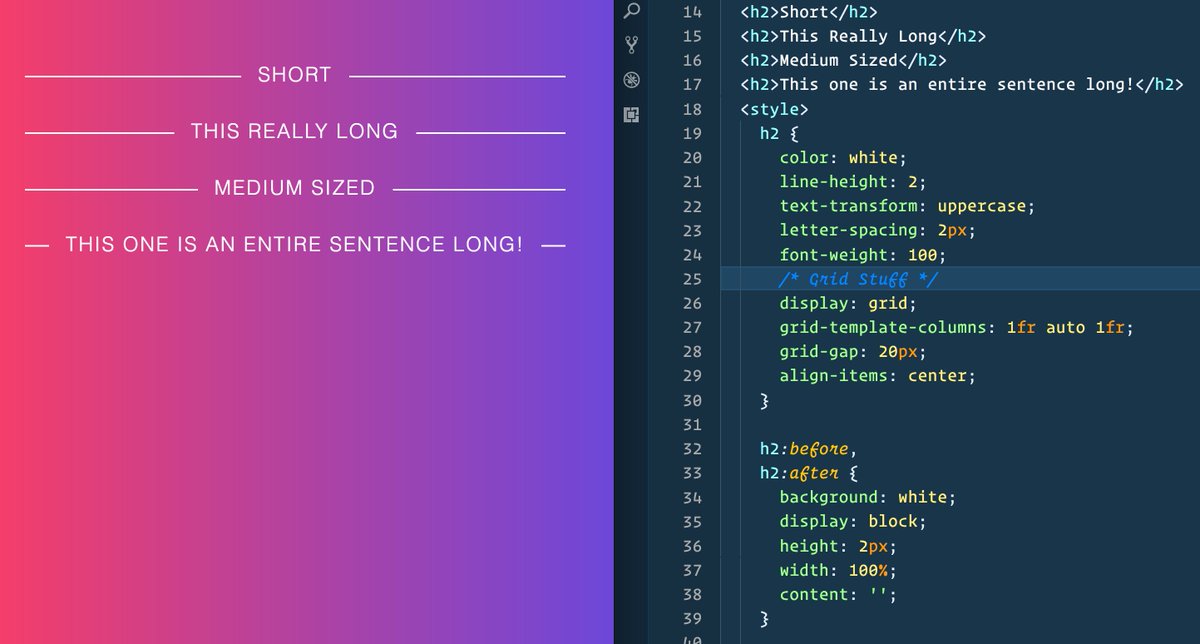 SHORT
THIS REALLY LONG
MEDIUM SIZED
THIS ONE IS AN ENTIRE SENTENCE LONG!
14 <h2>Short</h2>
15 <h2>This Really Long</h2>
16 <h2>Medium Sized</h2>
17 <h2>This one is an entire sentence long!</h2>
18 <style>
19 h2 {
20 color: white;
21 line-height: 2;
22 text-transform: uppercase;
23 letter-spacing: 2px;
24 font-weight: 100;
25 /* Grid Stuff */
26 display: grid;
27 grid-template-columns: 1fr auto 1fr;
28 grid-gap: 20px;
29 align-items: center;
30 }
31
32 h2:before,
33 h2:after {
34 background: white;
35 display: block;
36 height: 2px;
37 width: 100%;
38 content: '';
39 }
40